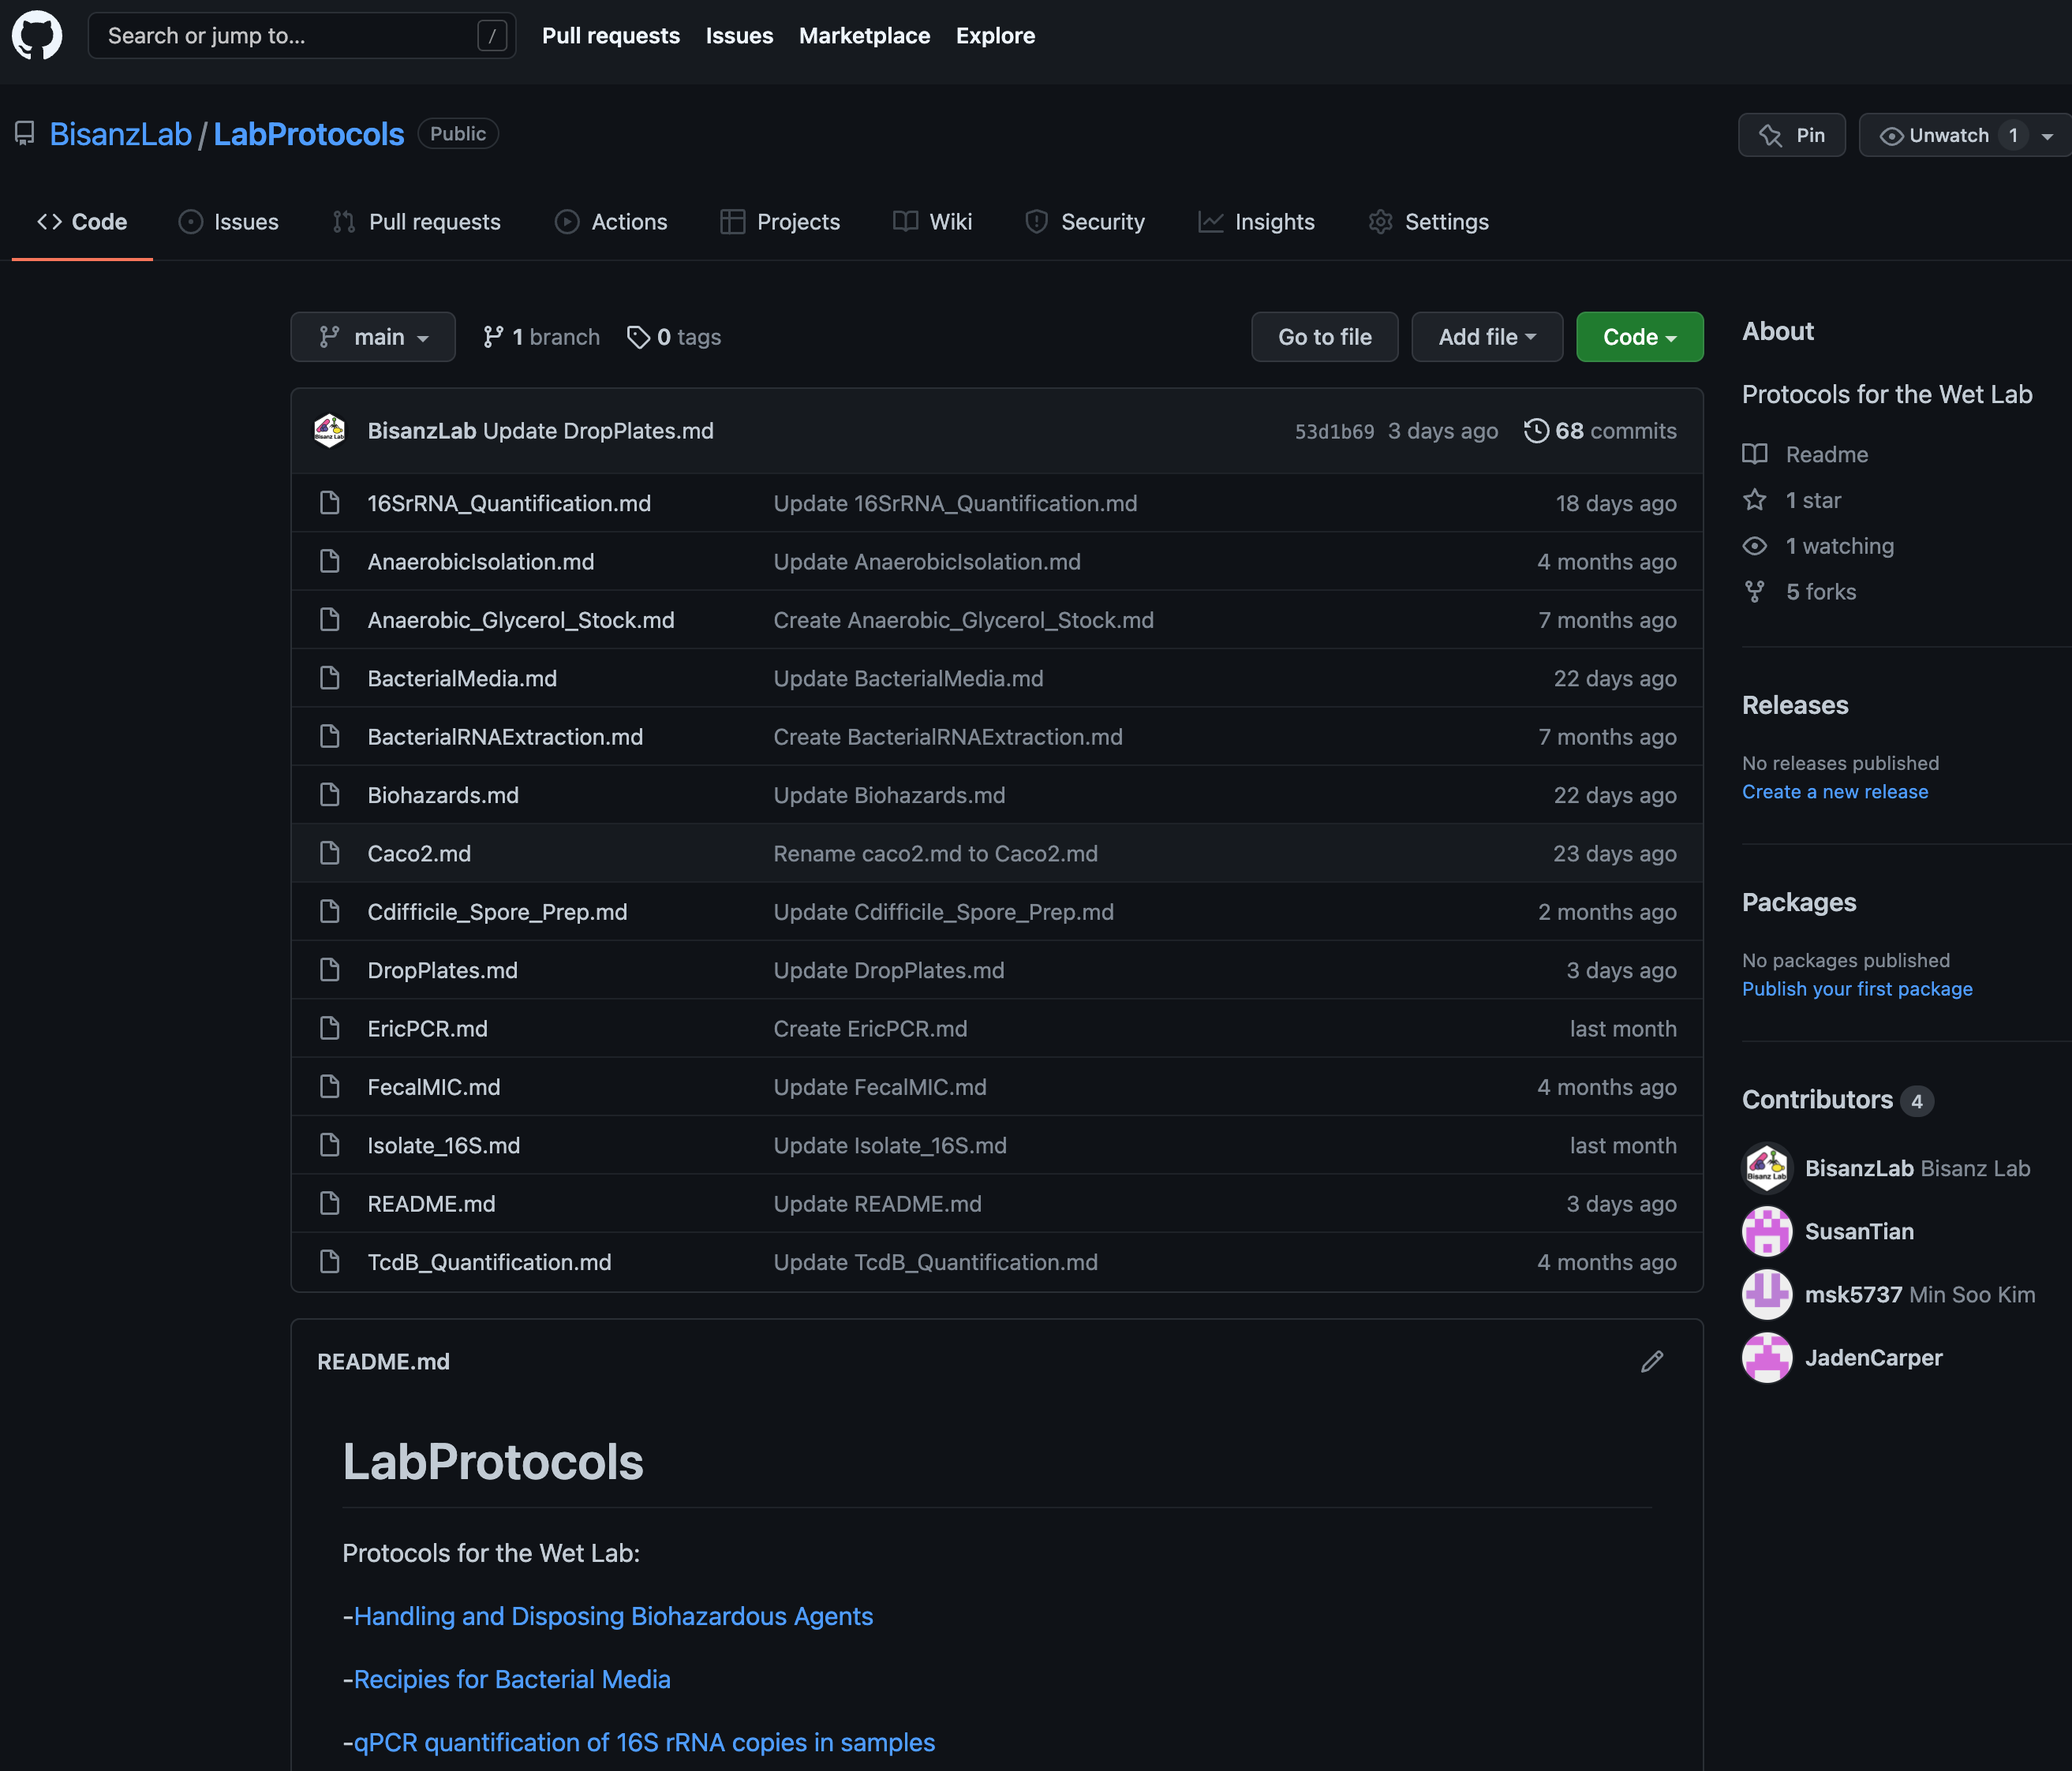 Search or jump to... / Pull requests Issues Marketplace Explore
BisanzLab / LabProtocols Public Pin Unwatch 1
Code Issues Pull requests Actions Projects Wiki Security Insights Settings
main 1 branch 0 tags Go to file Add file Code
BisanzLab Update DropPlates.md 53d1b69 3 days ago 68 commits
16SrRNA_Quantification.md Update 16SrRNA_Quantification.md 18 days ago
AnaerobicIsolation.md Update AnaerobicIsolation.md 4 months ago
Anaerobic_Glycerol_Stock.md Create Anaerobic_Glycerol_Stock.md 7 months ago
BacterialMedia.md Update BacterialMedia.md 22 days ago
BacterialRNAExtraction.md Create BacterialRNAExtraction.md 7 months ago
Biohazards.md Update Biohazards.md 22 days ago
Caco2.md Rename caco2.md to Caco2.md 23 days ago
Cdifficile_Spore_Prep.md Update Cdifficile_Spore_Prep.md 2 months ago
DropPlates.md Update DropPlates.md 3 days ago
EricPCR.md Create EricPCR.md last month
FecalMIC.md Update FecalMIC.md 4 months ago
Isolate_16S.md Update Isolate_16S.md last month
README.md Update README.md 3 days ago
TcdB_Quantification.md Update TcdB_Quantification.md 4 months ago
README.md
LabProtocols
Protocols for the Wet Lab:
-Handling and Disposing Biohazardous Agents
-Recipies for Bacterial Media
-qPCR quantification of 16S rRNA copies in samples
About
Protocols for the Wet Lab
Readme
1 star
1 watching
5 forks
Releases
No releases published
Create a new release
Packages
No packages published
Publish your first package
Contributors 4
BisanzLab Bisanz Lab
SusanTian
msk5737 Min Soo Kim
JadenCarper